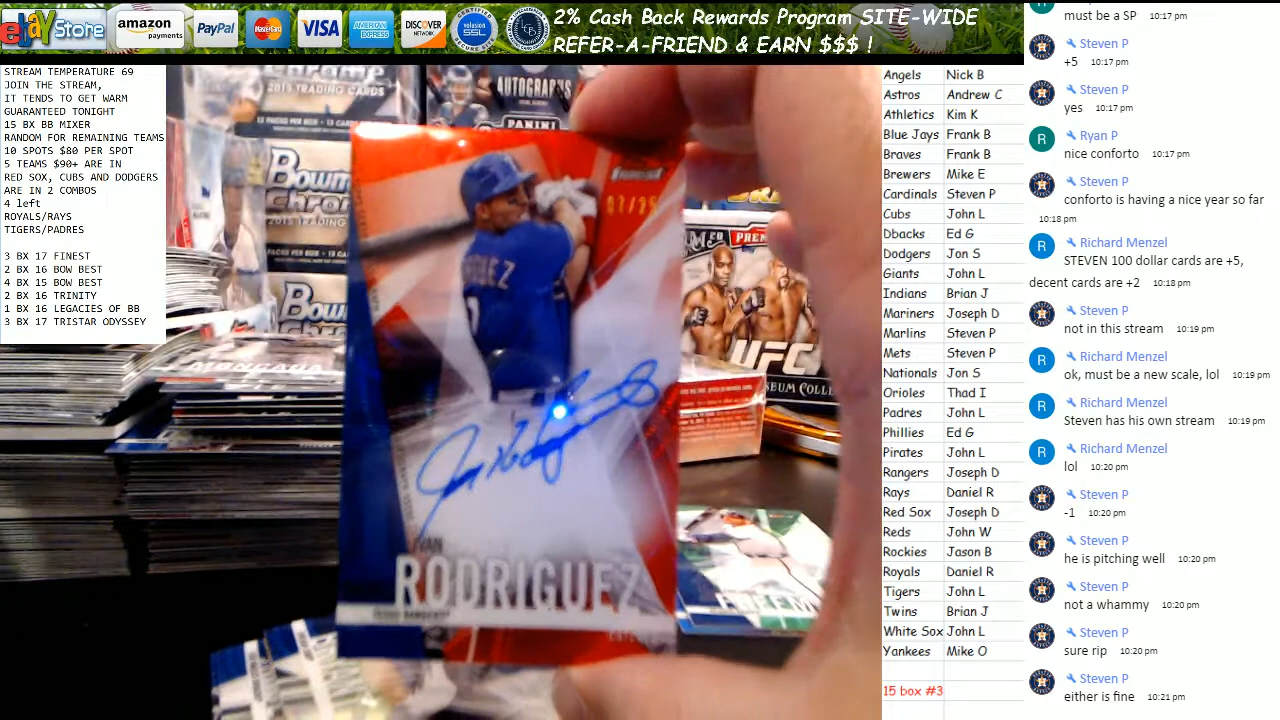 ebay Store
amazon payments
PayPal
MasterCard
VISA
AMERICAN EXPRESS
DISCOVER NETWORK
volusion SSL
2% Cash Back Rewards Program SITE-WIDE
REFER-A-FRIEND & EARN $$$ !
STREAM TEMPERATURE 69
JOIN THE STREAM,
IT TENDS TO GET WARM
GUARANTEED TONIGHT
15 BX BB MIXER
RANDOM FOR REMAINING TEAMS
10 SPOTS $80 PER SPOT
5 TEAMS $90+ ARE IN
RED SOX, CUBS AND DODGERS
ARE IN 2 COMBOS
4 left
ROYALS/RAYS
TIGERS/PADRES
3 BX 17 FINEST
2 BX 16 BOW BEST
4 BX 15 BOW BEST
2 BX 16 TRINITY
1 BX 16 LEGACIES OF BB
3 BX 17 TRISTAR ODYSSEY
2015 TRADING CARDS
AUTOGRAPHS
PANINI
RODRIGUEZ
UFC
Angels Nick B
Astros Andrew C
Athletics Kim K
Blue Jays Frank B
Braves Frank B
Brewers Mike E
Cardinals Steven P
Cubs John L
Dbacks Ed G
Dodgers Jon S
Giants John L
Indians Brian J
Mariners Joseph D
Marlins Steven P
Mets Steven P
Nationals Jon S
Orioles Thad I
Padres John L
Phillies Ed G
Pirates John L
Rangers Joseph D
Rays Daniel R
Red Sox Joseph D
Reds John W
Rockies Jason B
Royals Daniel R
Tigers John L
Twins Brian J
White Sox John L
Yankees Mike O
15 box #3
must be a SP 10:17 pm
Steven P
+5 10:17 pm
Steven P
yes 10:17 pm
R Ryan P
nice conforto 10:17 pm
Steven P
conforto is having a nice year so far
10:18 pm
R Richard Menzel
STEVEN 100 dollar cards are +5,
decent cards are +2 10:18 pm
Steven P
not in this stream 10:19 pm
R Richard Menzel
ok, must be a new scale, lol 10:19 pm
R Richard Menzel
Steven has his own stream 10:19 pm
R Richard Menzel
lol 10:20 pm
Steven P
-1 10:20 pm
Steven P
he is pitching well 10:20 pm
Steven P
not a whammy 10:20 pm
Steven P
sure rip 10:20 pm
Steven P
either is fine 10:21 pm